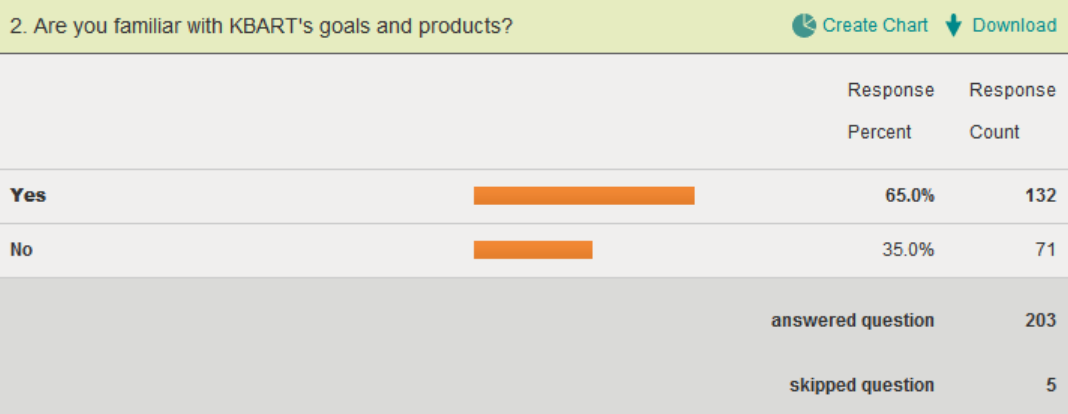 2. Are you familiar with KBART's goals and products? Create Chart Download
Response Response
Percent Count
Yes 65.0% 132
No 35.0% 71
answered question 203
skipped question 5